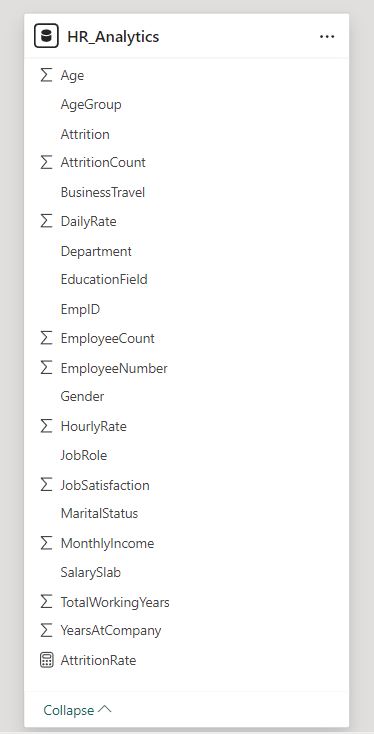 HR_Analytics
Age
AgeGroup
Attrition
AttritionCount
BusinessTravel
DailyRate
Department
EducationField
EmpID
EmployeeCount
EmployeeNumber
Gender
HourlyRate
JobRole
JobSatisfaction
MaritalStatus
MonthlyIncome
SalarySlab
TotalWorkingYears
YearsAtCompany
AttritionRate
Collapse